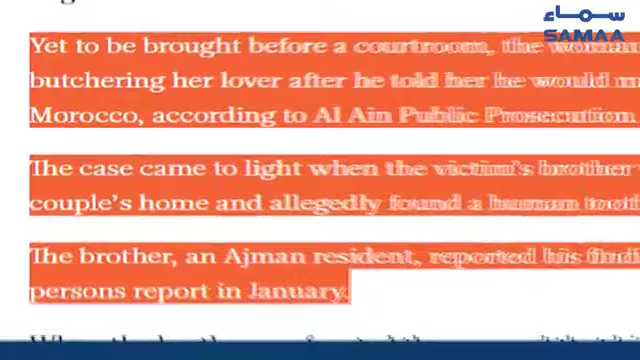 سماء
SAMAA
Yet to be brought before a courtroom, the woman
butchering her lover after he told her he would m
Morocco, according to Al Ain Public Prosecution.
The case came to light when the victim's brother
couple's home and allegedly found a human tooth
The brother, an Ajman resident, reported his findi
persons report in January.